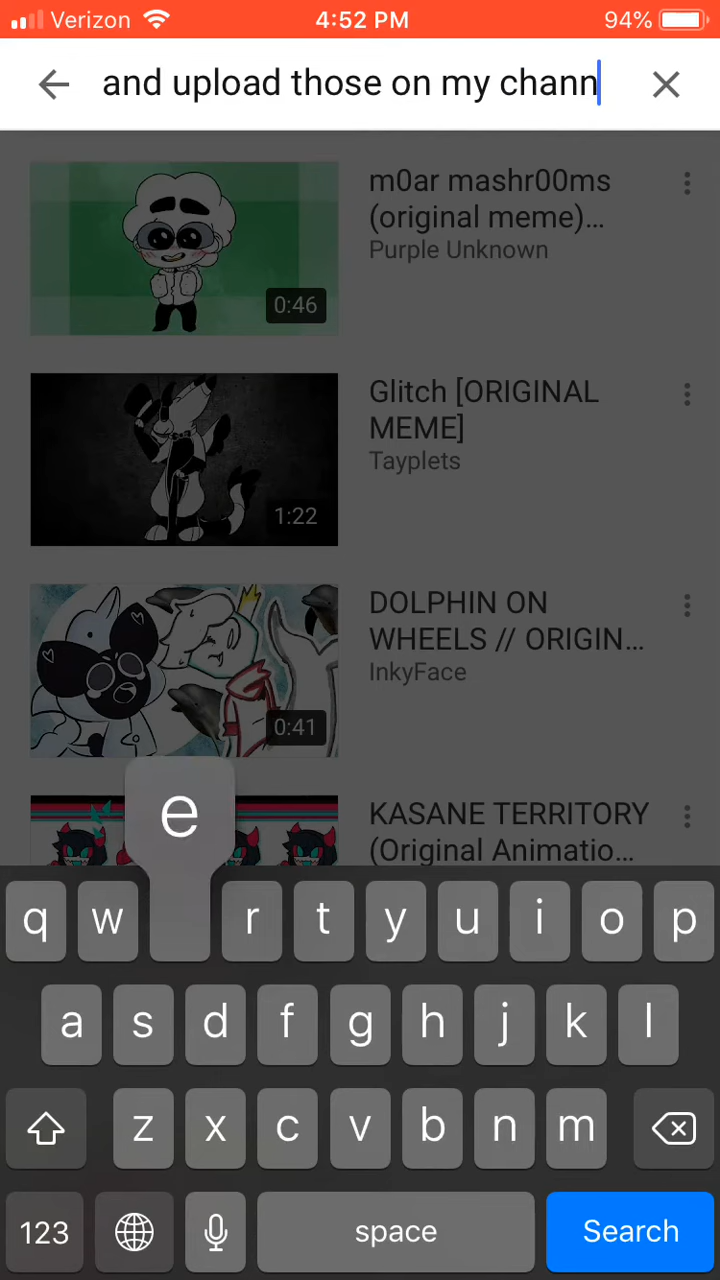 Verizon 4:52 PM 94%
and upload those on my chann
m0ar mashr00ms
(original meme)...
Purple Unknown
0:46
Glitch [ORIGINAL
MEME]
Tayplets
1:22
DOLPHIN ON
WHEELS // ORIGIN...
InkyFace
0:41
KASANE TERRITORY
(Original Animatio...
e
q w r t y u i o p
a s d f g h j k l
z x c v b n m
123 space Search